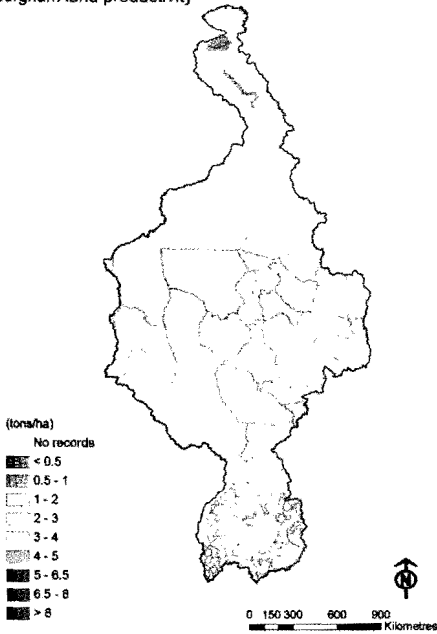 land productivity
(tons/ha)
No records
< 0.5
0.5 - 1
1 - 2
2 - 3
3 - 4
4 - 5
5 - 6.5
6.5 - 8
> 8
N
0 150 300 600 900
Kilometres